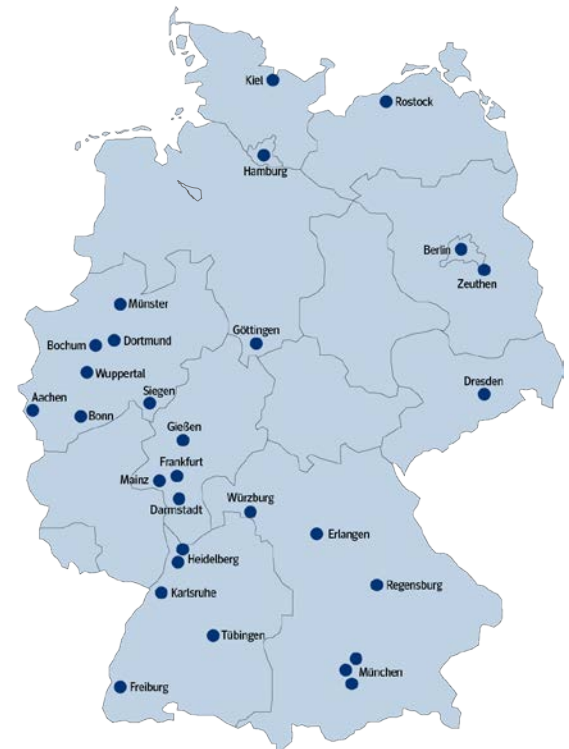 Kiel
Rostock
Hamburg
Berlin
Zeuthen
Münster
Göttingen
Bochum
Dortmund
Wuppertal
Siegen
Dresden
Aachen
Bonn
Gießen
Frankfurt
Mainz
Darmstadt
Würzburg
Erlangen
Heidelberg
Regensburg
Karlsruhe
Tübingen
München
Freiburg